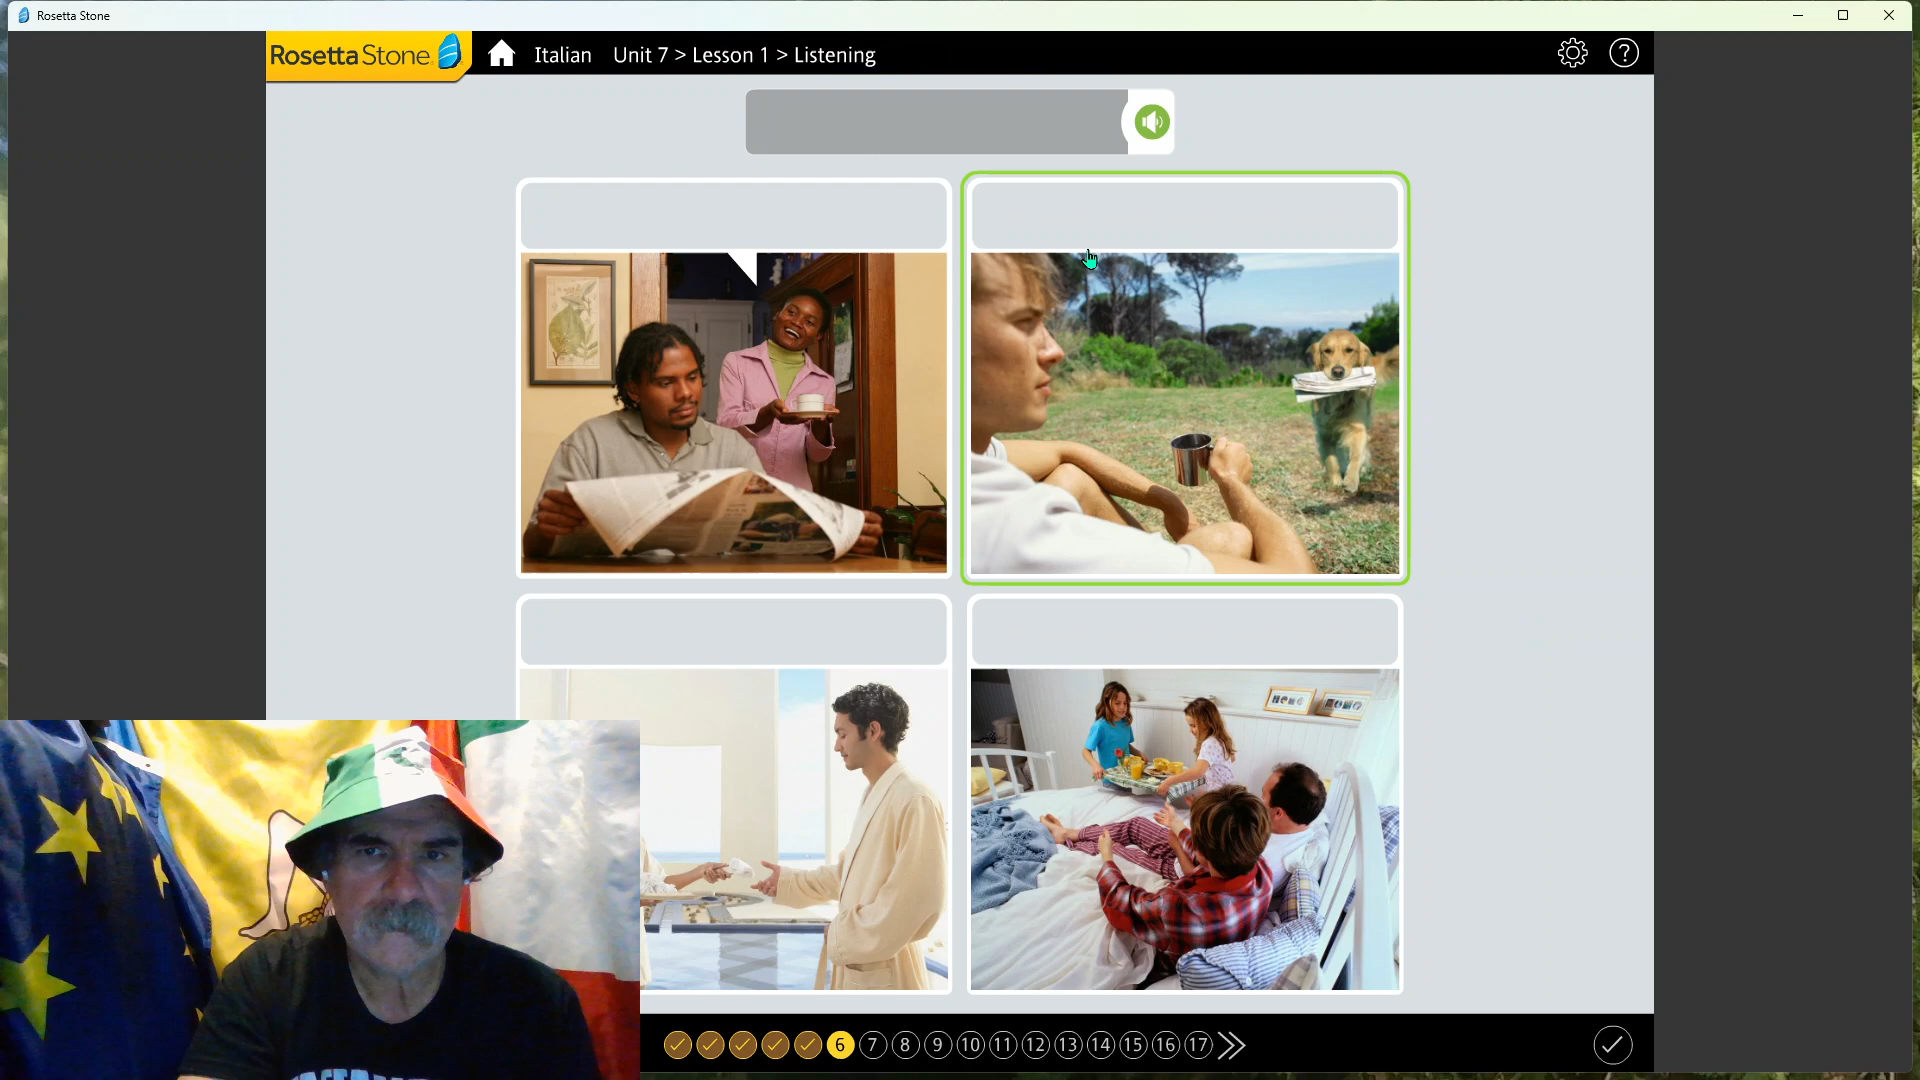 Rosetta Stone
RosettaStone
Italian Unit 7 > Lesson 1 > Listening
?
6 7 8 9 10 11 12 13 14 15 16 17